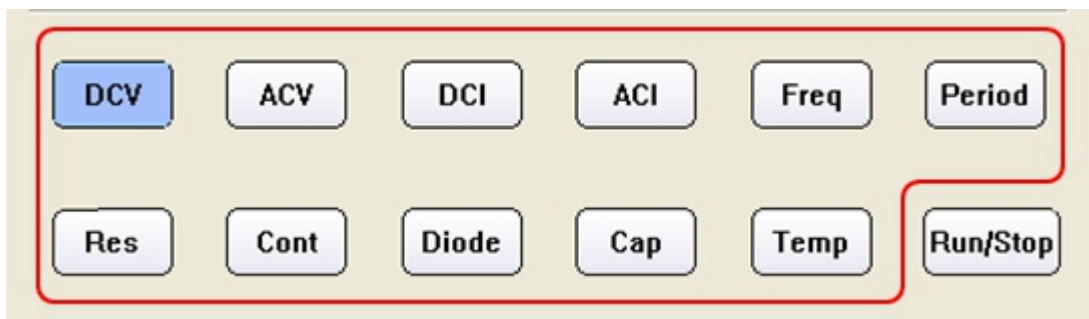 DCV ACV DCI ACI Freq Period
Res Cont Diode Cap Temp Run/Stop